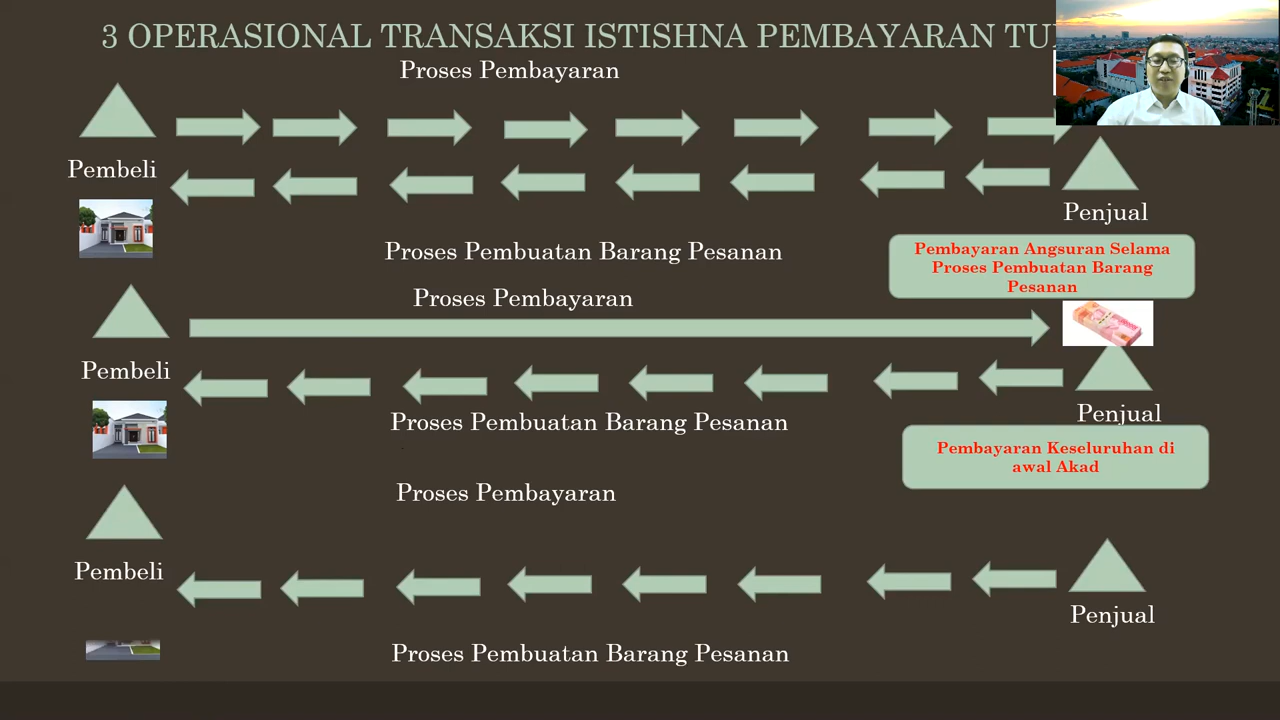 3 OPERASIONAL TRANSAKSI ISTISHNA PEMBAYARAN
Proses Pembayaran
Pembeli
Penjual
Proses Pembuatan Barang Pesanan
Pembayaran Angsuran Selama
Proses Pembuatan Barang
Pesanan
Proses Pembayaran
Pembeli
Penjual
Proses Pembuatan Barang Pesanan
Pembayaran Keseluruhan di
awal Akad
Proses Pembayaran
Pembeli
Penjual
Proses Pembuatan Barang Pesanan